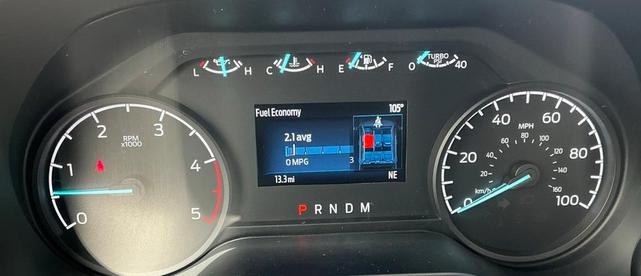 L H C H E F O TURBO PSI 40
Fuel Economy 105°
2.1 avg
0 MPG 3
13.3 mi NE
P R N D M
0 1 2 3 4 5
RPM
x1000
0 20 40 60 80 100
MPH
km/h 20 40 60 80 100 120 140 160